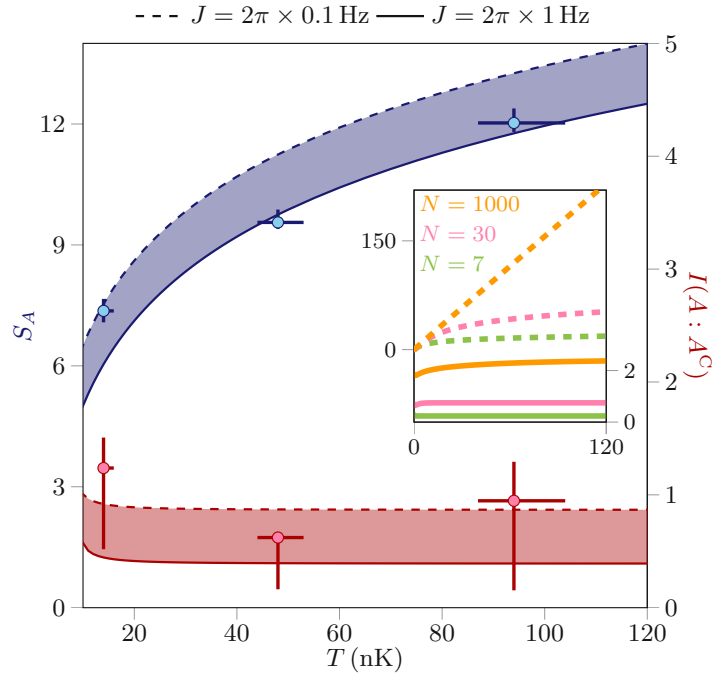 J = 2π × 0.1 Hz J = 2π × 1 Hz
12
9
6
3
0
S_A
5
4
3
2
1
0
I(A : A^C)
N = 1000
N = 30
N = 7
150
0
2
0
0 120
20 40 60 80 100 120
T (nK)